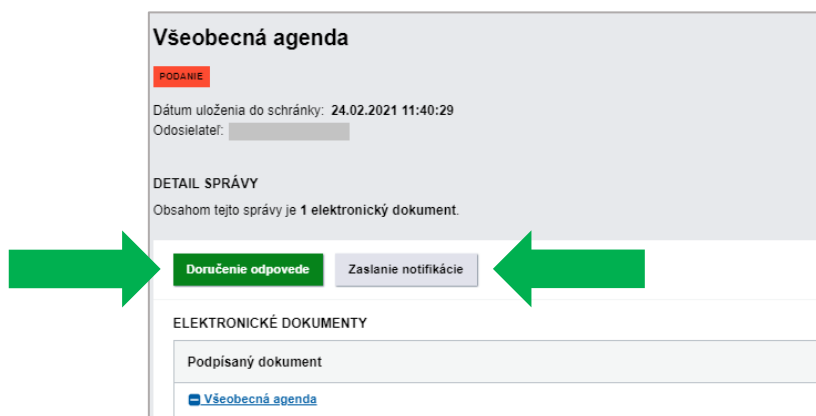 Všeobecná agenda
PODANIE
Dátum uloženia do schránky: 24.02.2021 11:40:29
Odosielateľ:
DETAIL SPRÁVY
Obsahom tejto správy je 1 elektronický dokument.
Doručenie odpovede Zaslanie notifikácie
ELEKTRONICKÉ DOKUMENTY
Podpísaný dokument
Všeobecná agenda